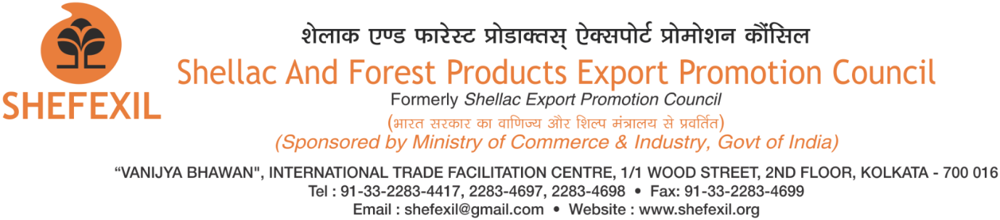 शेलाक एण्ड फारेस्ट प्रोडाक्तस् ऐक्सपोर्ट प्रोमोशन कौंसिल
Shellac And Forest Products Export Promotion Council
SHEFEXIL
Formerly Shellac Export Promotion Council
(भारत सरकार का वाणिज्य और शिल्प मंत्रालय से प्रवर्तित)
(Sponsored by Ministry of Commerce & Industry, Govt of India)
“VANIJYA BHAWAN", INTERNATIONAL TRADE FACILITATION CENTRE, 1/1 WOOD STREET, 2ND FLOOR, KOLKATA - 700 016
Tel : 91-33-2283-4417, 2283-4697, 2283-4698 • Fax: 91-33-2283-4699
Email : shefexil@gmail.com • Website : www.shefexil.org